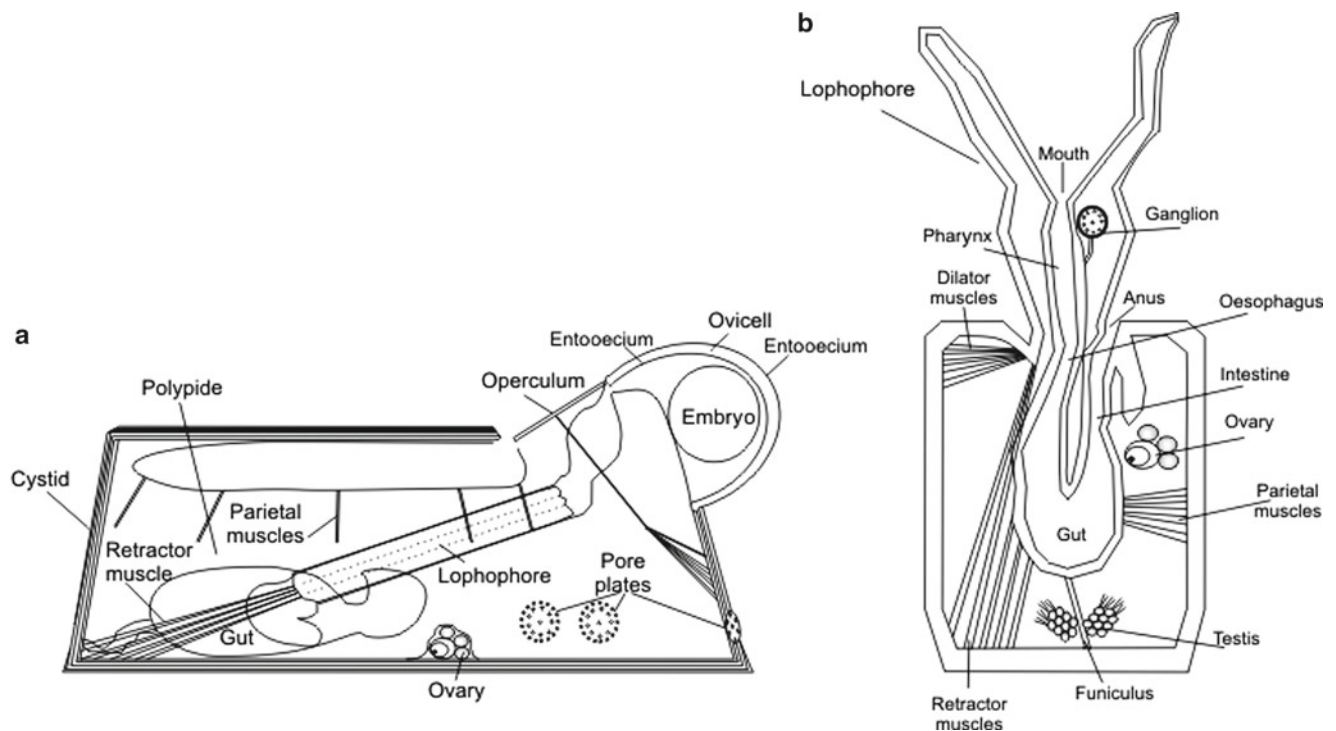 a
Polypide
Cystid
Retractor
muscle
Parietal
muscles
Gut
Lophophore
Ovary
Pore
plates
Operculum
Entooecium
Ovicell
Entooecium
Embryo
b
Lophophore
Mouth
Ganglion
Pharynx
Dilator
muscles
Anus
Oesophagus
Intestine
Ovary
Parietal
muscles
Gut
Testis
Funiculus
Retractor
muscles